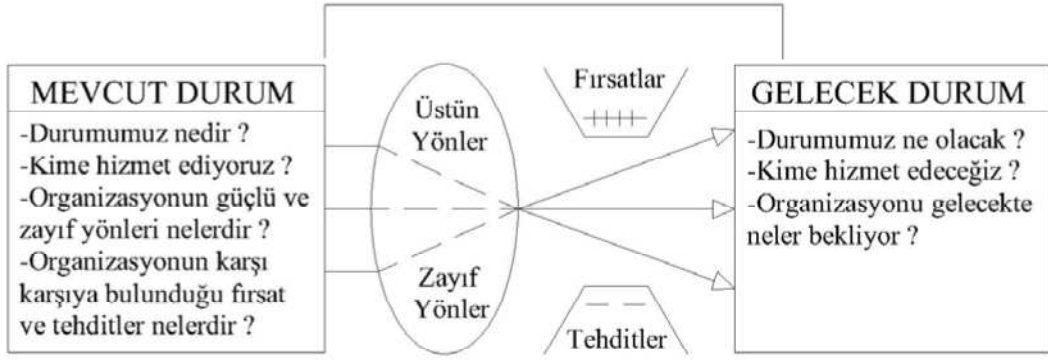 MEVCUT DURUM
-Durumumuz nedir ?
-Kime hizmet ediyoruz ?
-Organizasyonun güçlü ve
zayıf yönleri nelerdir ?
-Organizasyonun karşı
karşıya bulunduğu fırsat
ve tehditler nelerdir ?
Üstün
Yönler
Zayıf
Yönler
Fırsatlar
Tehditler
GELECEK DURUM
-Durumumuz ne olacak ?
-Kime hizmet edeceğiz ?
-Organizasyonu gelecekte
neler bekliyor ?